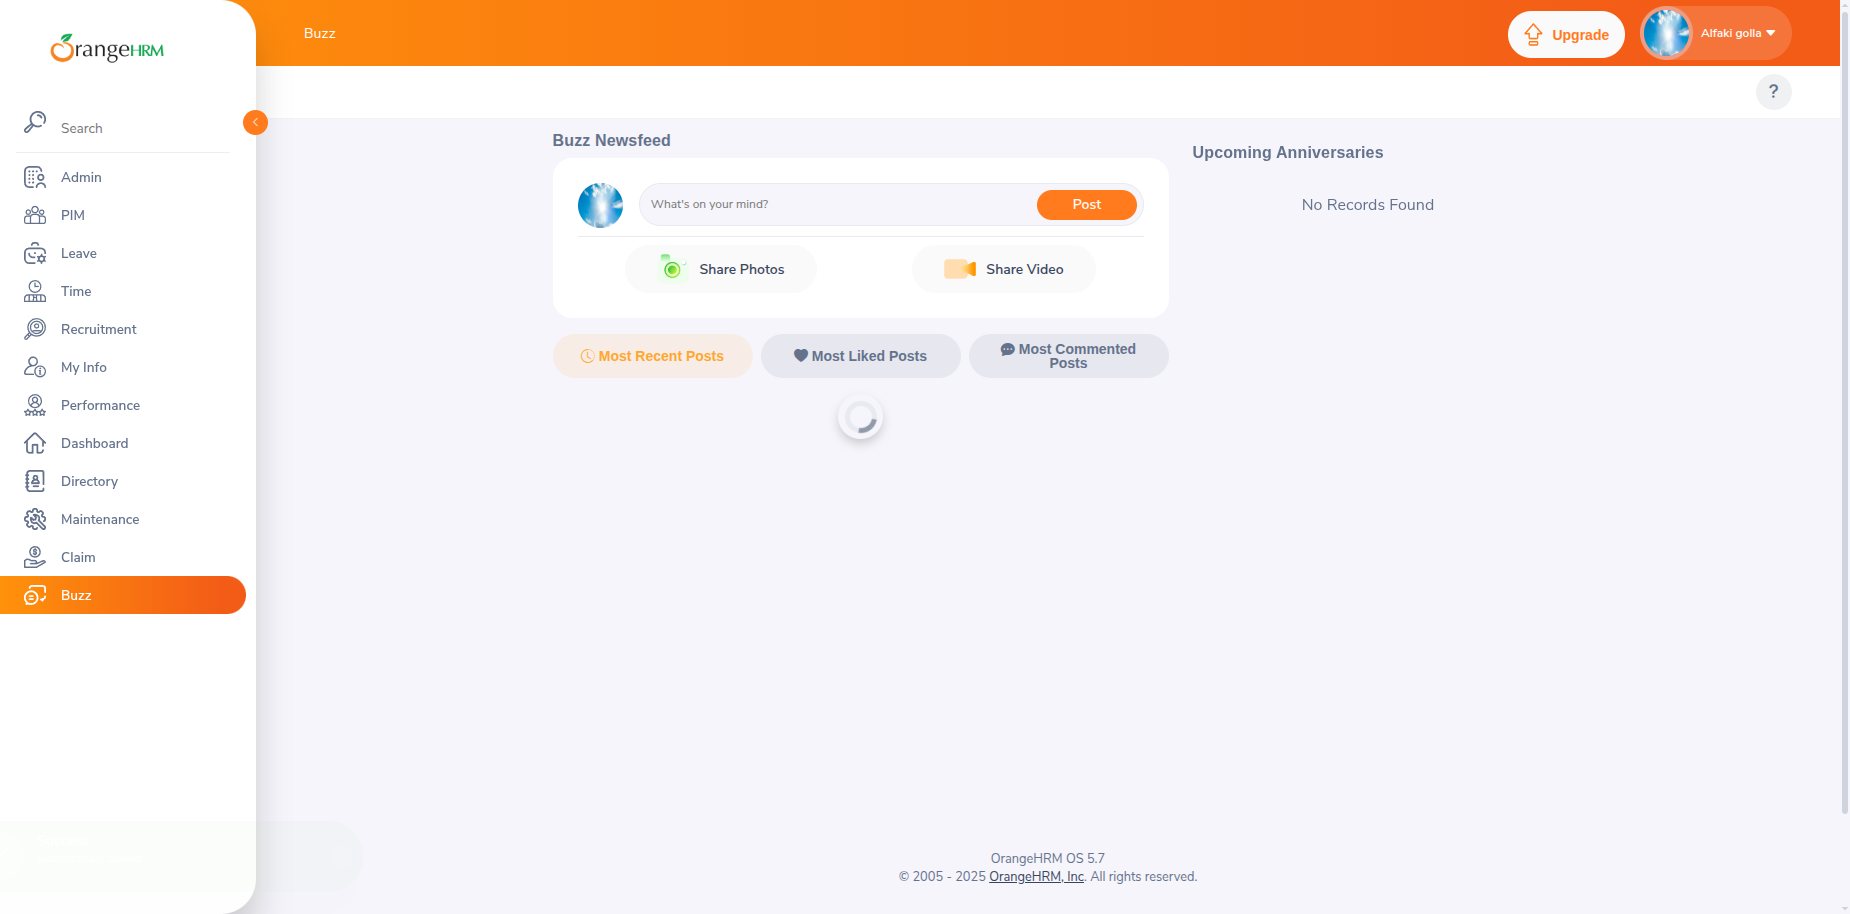 OrangeHRM
Search
Admin
PIM
Leave
Time
Recruitment
My Info
Performance
Dashboard
Directory
Maintenance
Claim
Buzz
Buzz
Upgrade
Alfaki golla
?
Buzz Newsfeed
What's on your mind?
Post
Share Photos
Share Video
Most Recent Posts
Most Liked Posts
Most Commented
Posts
Upcoming Anniversaries
No Records Found
OrangeHRM OS 5.7
© 2005 - 2025 OrangeHRM, Inc. All rights reserved.